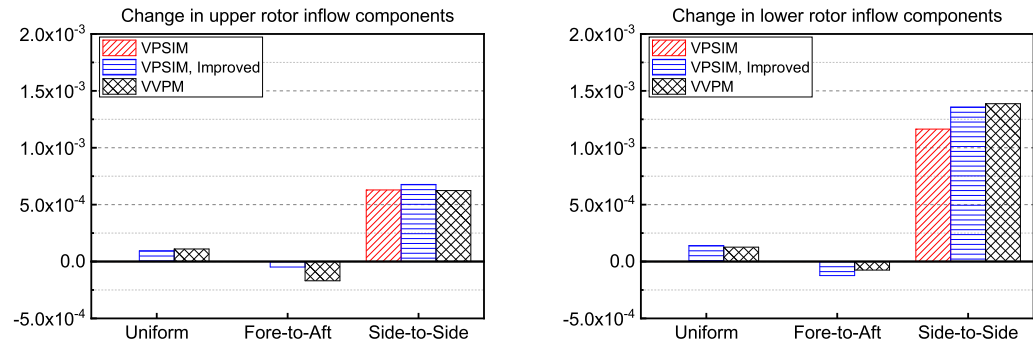 Change in upper rotor inflow components
2.0x10⁻³
1.5x10⁻³
1.0x10⁻³
5.0x10⁻⁴
0.0
-5.0x10⁻⁴
VPSIM
VPSIM, Improved
VVPM
Uniform
Fore-to-Aft
Side-to-Side
Change in lower rotor inflow components
2.0x10⁻³
1.5x10⁻³
1.0x10⁻³
5.0x10⁻⁴
0.0
-5.0x10⁻⁴
VPSIM
VPSIM, Improved
VVPM
Uniform
Fore-to-Aft
Side-to-Side